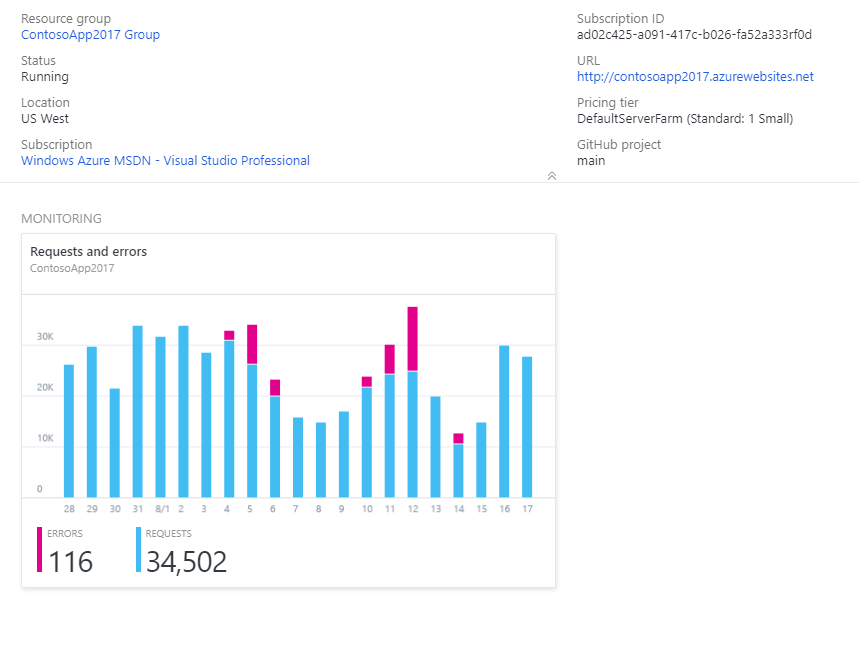 Resource group
ContosoApp2017 Group
Status
Running
Location
US West
Subscription
Windows Azure MSDN - Visual Studio Professional
Subscription ID
ad02c425-a091-417c-b026-fa52a333rf0d
URL
http://contosoapp2017.azurewebsites.net
Pricing tier
DefaultServerFarm (Standard: 1 Small)
GitHub project
main
MONITORING
Requests and errors
ContosoApp2017
30K
20K
10K
0
28 29 30 31 8/1 2 3 4 5 6 7 8 9 10 11 12 13 14 15 16 17
ERRORS
116
REQUESTS
34,502